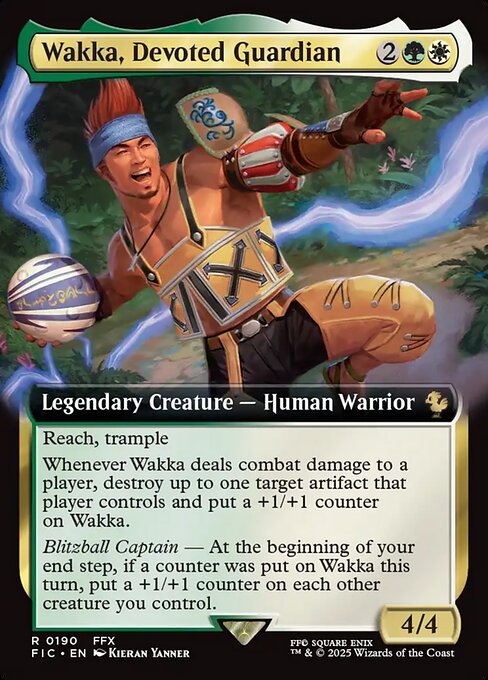 Wakka, Devoted Guardian 2
Legendary Creature — Human Warrior
Reach, trample
Whenever Wakka deals combat damage to a
player, destroy up to one target artifact that
player controls and put a +1/+1 counter
on Wakka.
Blitzball Captain — At the beginning of your
end step, if a counter was put on Wakka this
turn, put a +1/+1 counter on each other
creature you control.
4/4
R 0190 FFX
FIC • EN Kieran Yanner
FF© SQUARE ENIX
™ & © 2025 Wizards of the Coast